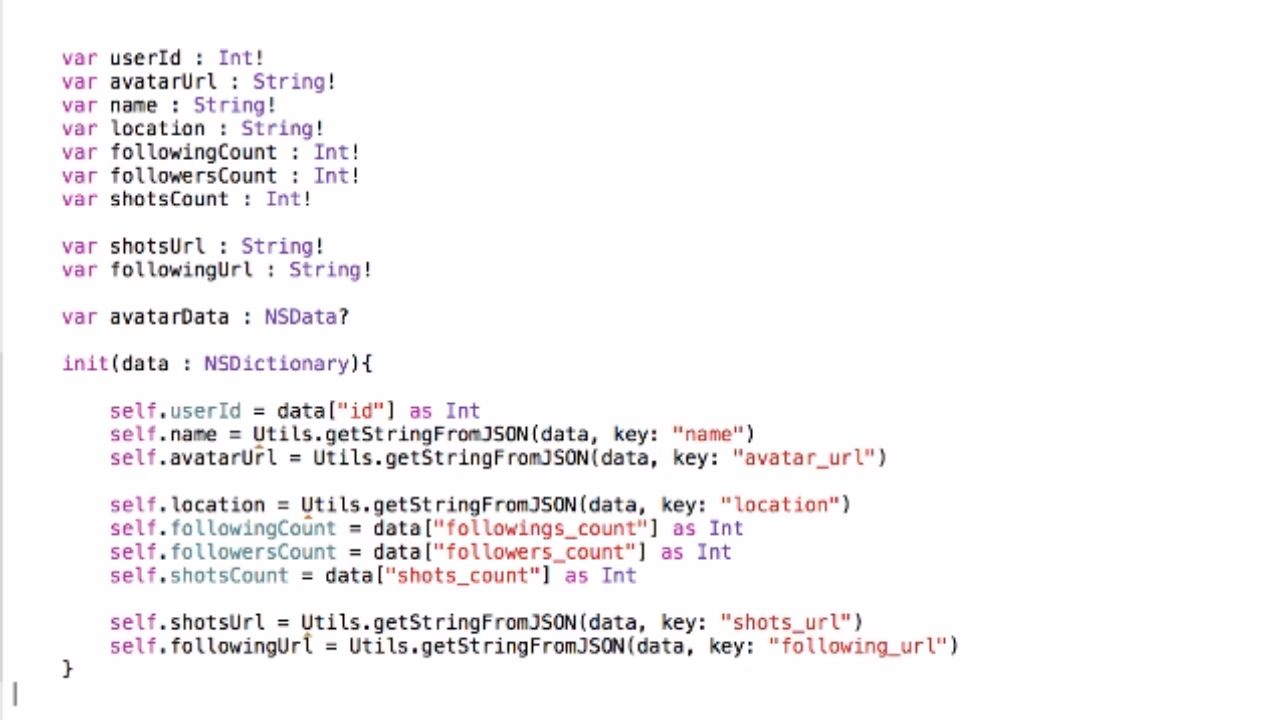 var userId : Int!
var avatarUrl : String!
var name : String!
var location : String!
var followingCount : Int!
var followersCount : Int!
var shotsCount : Int!
var shotsUrl : String!
var followingUrl : String!
var avatarData : NSData?
init(data : NSDictionary){
self.userId = data["id"] as Int
self.name = Utils.getStringFromJSON(data, key: "name")
self.avatarUrl = Utils.getStringFromJSON(data, key: "avatar_url")
self.location = Utils.getStringFromJSON(data, key: "location")
self.followingCount = data["followings_count"] as Int
self.followersCount = data["followers_count"] as Int
self.shotsCount = data["shots_count"] as Int
self.shotsUrl = Utils.getStringFromJSON(data, key: "shots_url")
self.followingUrl = Utils.getStringFromJSON(data, key: "following_url")
}